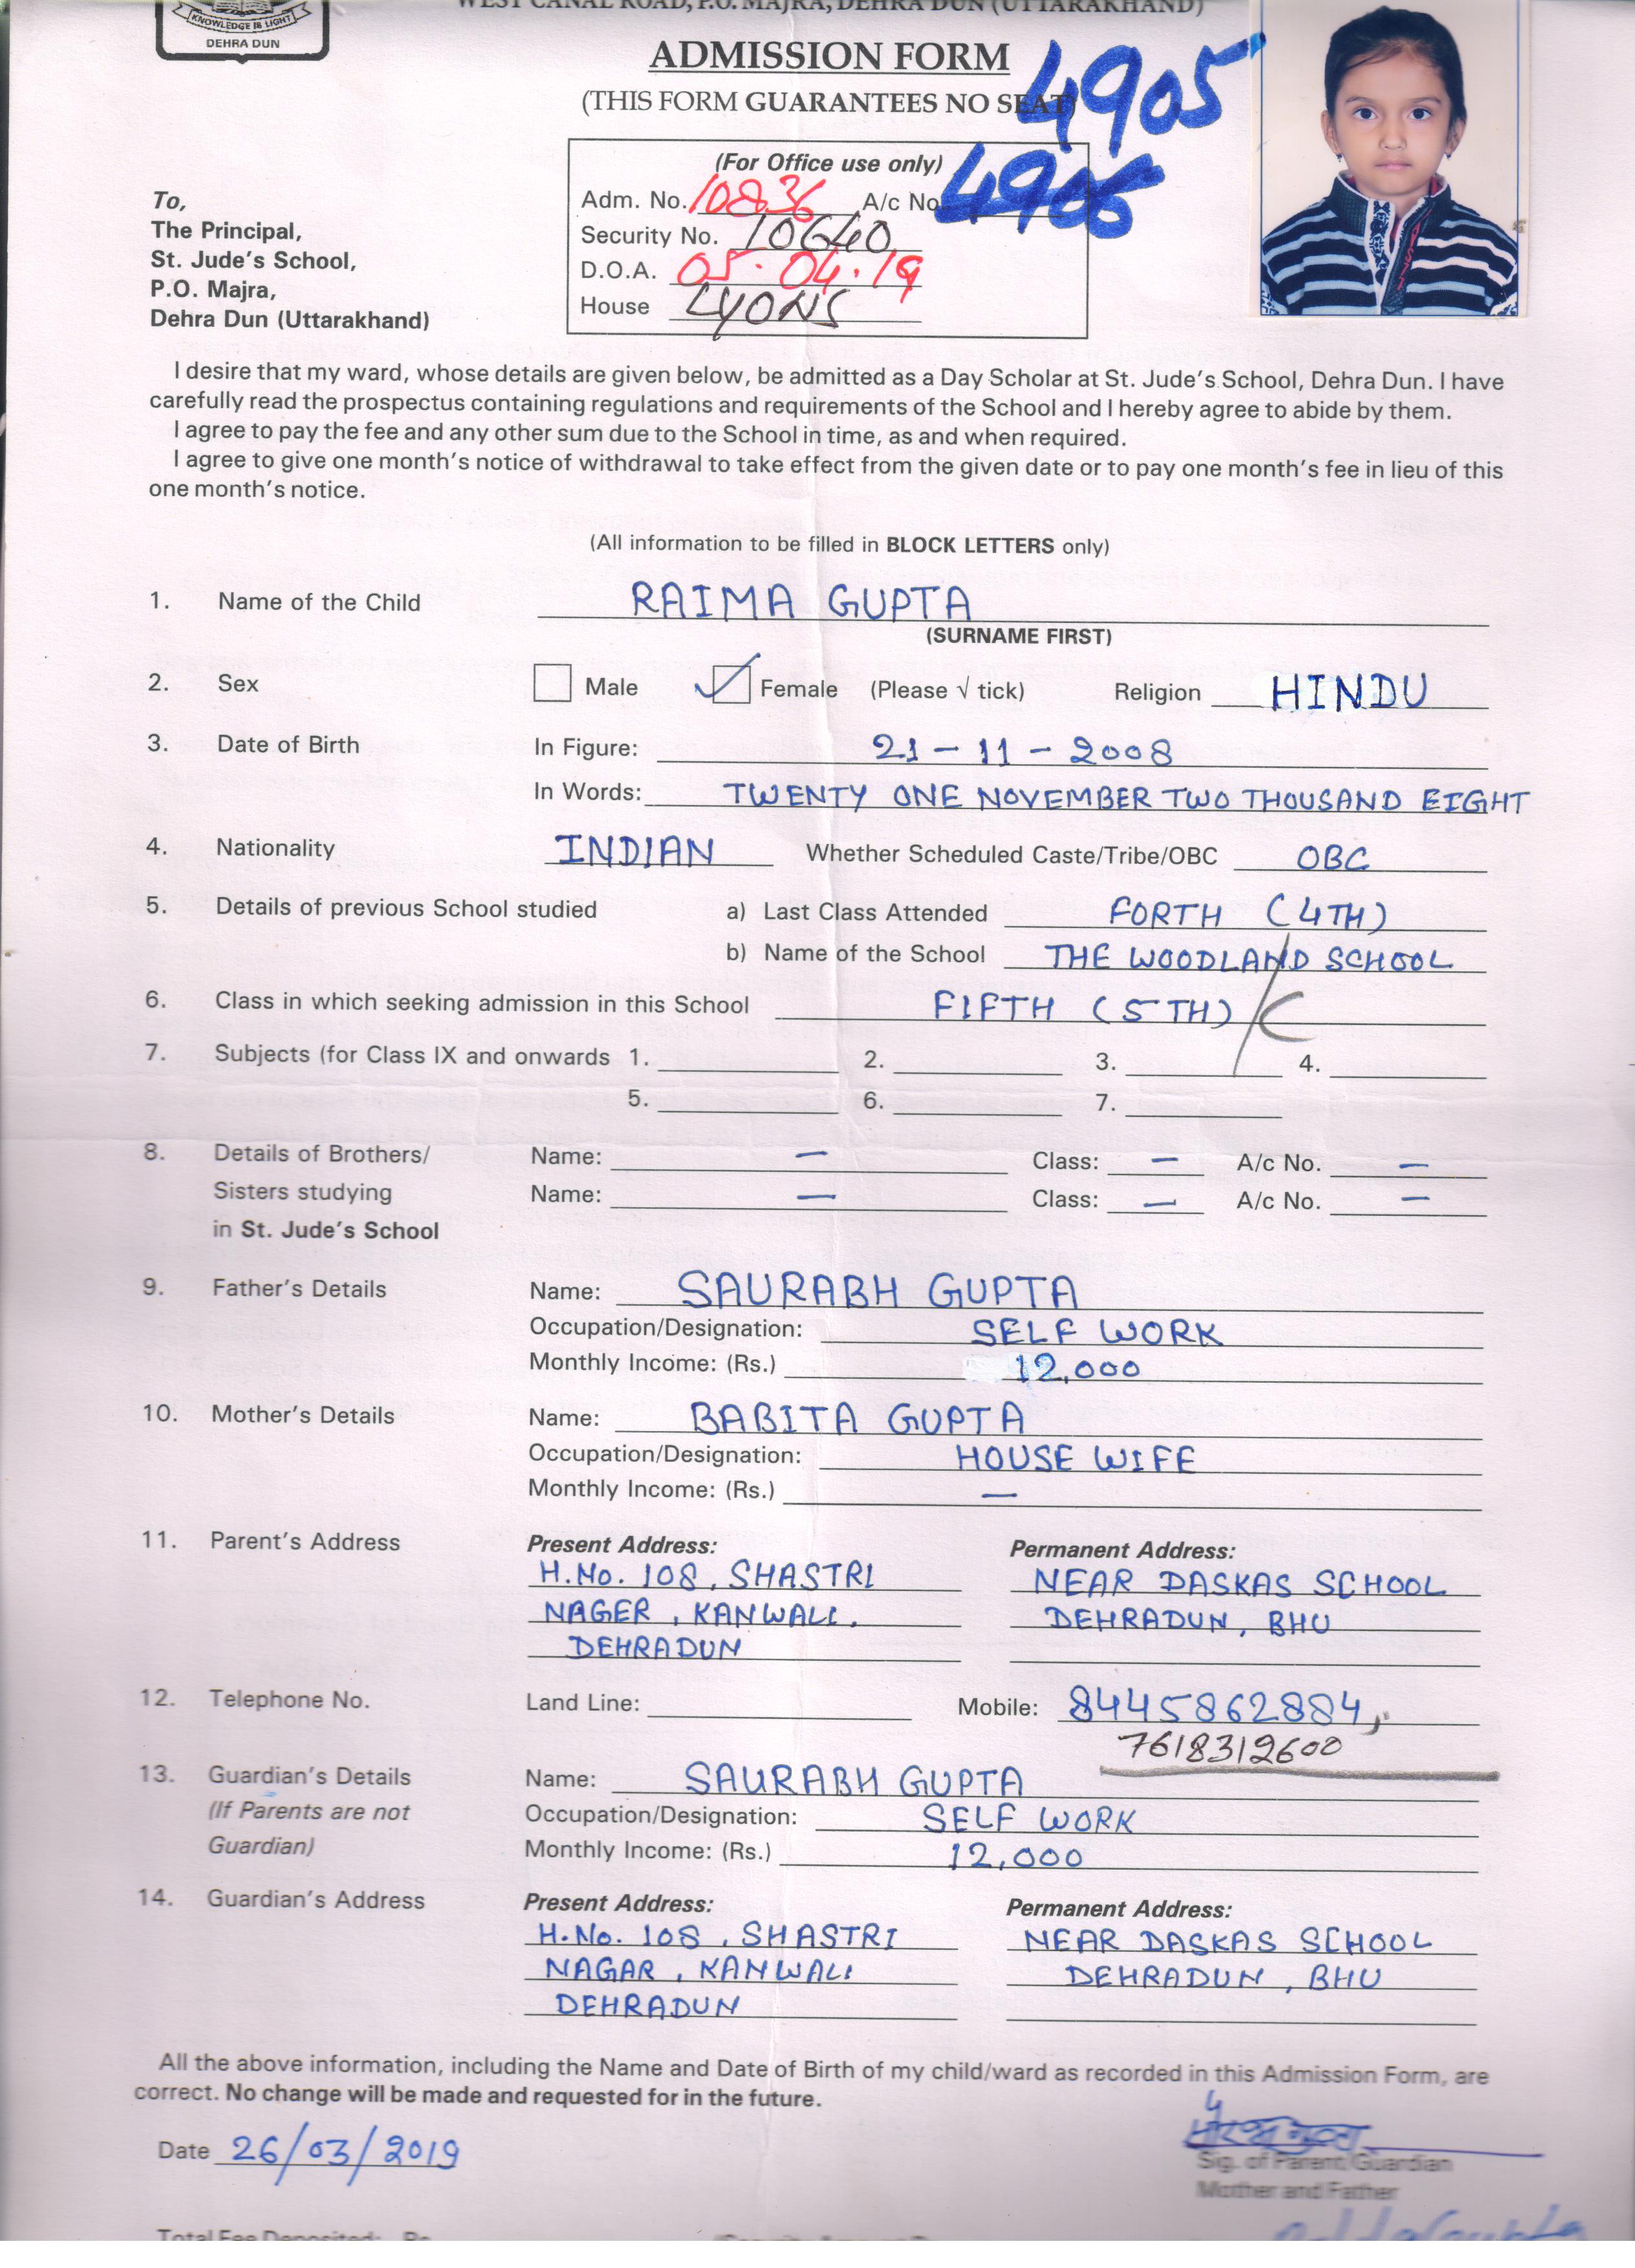 KNOWLEDGE IS LIGHT
DEHRA DUN
WEST CANAL ROAD, P.O. MAJRA, DEHRA DUN (UTTARAKHAND)
ADMISSION FORM
(THIS FORM GUARANTEES NO SEAT)
4905
(For Office use only)
Adm. No. 10836 A/c No. 4905
Security No. 10640
D.O.A. 05.04.19
House LYONS
To,
The Principal,
St. Jude's School,
P.O. Majra,
Dehra Dun (Uttarakhand)
I desire that my ward, whose details are given below, be admitted as a Day Scholar at St. Jude's School, Dehra Dun. I have
carefully read the prospectus containing regulations and requirements of the School and I hereby agree to abide by them.
I agree to pay the fee and any other sum due to the School in time, as and when required.
I agree to give one month's notice of withdrawal to take effect from the given date or to pay one month's fee in lieu of this
one month's notice.
(All information to be filled in BLOCK LETTERS only)
1. Name of the Child RAIMA GUPTA
(SURNAME FIRST)
2. Sex Male Female (Please √ tick) Religion HINDU
3. Date of Birth In Figure: 21 - 11 - 2008
In Words: TWENTY ONE NOVEMBER TWO THOUSAND EIGHT
4. Nationality INDIAN Whether Scheduled Caste/Tribe/OBC OBC
5. Details of previous School studied a) Last Class Attended FORTH (4TH)
b) Name of the School THE WOODLAND SCHOOL
6. Class in which seeking admission in this School FIFTH (5TH) / C
7. Subjects (for Class IX and onwards 1. 2. 3. 4.
5. 6. 7.
8. Details of Brothers/ Name: — Class: — A/c No. —
Sisters studying Name: — Class: — A/c No. —
in St. Jude's School
9. Father's Details Name: SAURABH GUPTA
Occupation/Designation: SELF WORK
Monthly Income: (Rs.) 12,000
10. Mother's Details Name: BABITA GUPTA
Occupation/Designation: HOUSE WIFE
Monthly Income: (Rs.) —
11. Parent's Address Present Address: Permanent Address:
H.No. 108, SHASTRI NEAR DASKAS SCHOOL
NAGER, KANWALI, DEHRADUN, BHU
DEHRADUN
12. Telephone No. Land Line: Mobile: 8445862884,
7618312600
13. Guardian's Details Name: SAURABH GUPTA
(If Parents are not Occupation/Designation: SELF WORK
Guardian) Monthly Income: (Rs.) 12,000
14. Guardian's Address Present Address: Permanent Address:
H.No. 108, SHASTRI NEAR DASKAS SCHOOL
NAGAR, KANWALI DEHRADUN, BHU
DEHRADUN
All the above information, including the Name and Date of Birth of my child/ward as recorded in this Admission Form, are
correct. No change will be made and requested for in the future.
Date 26/03/2019
Sig. of Parent/Guardian
Mother and Father
Total Fee Deposited: Rs.